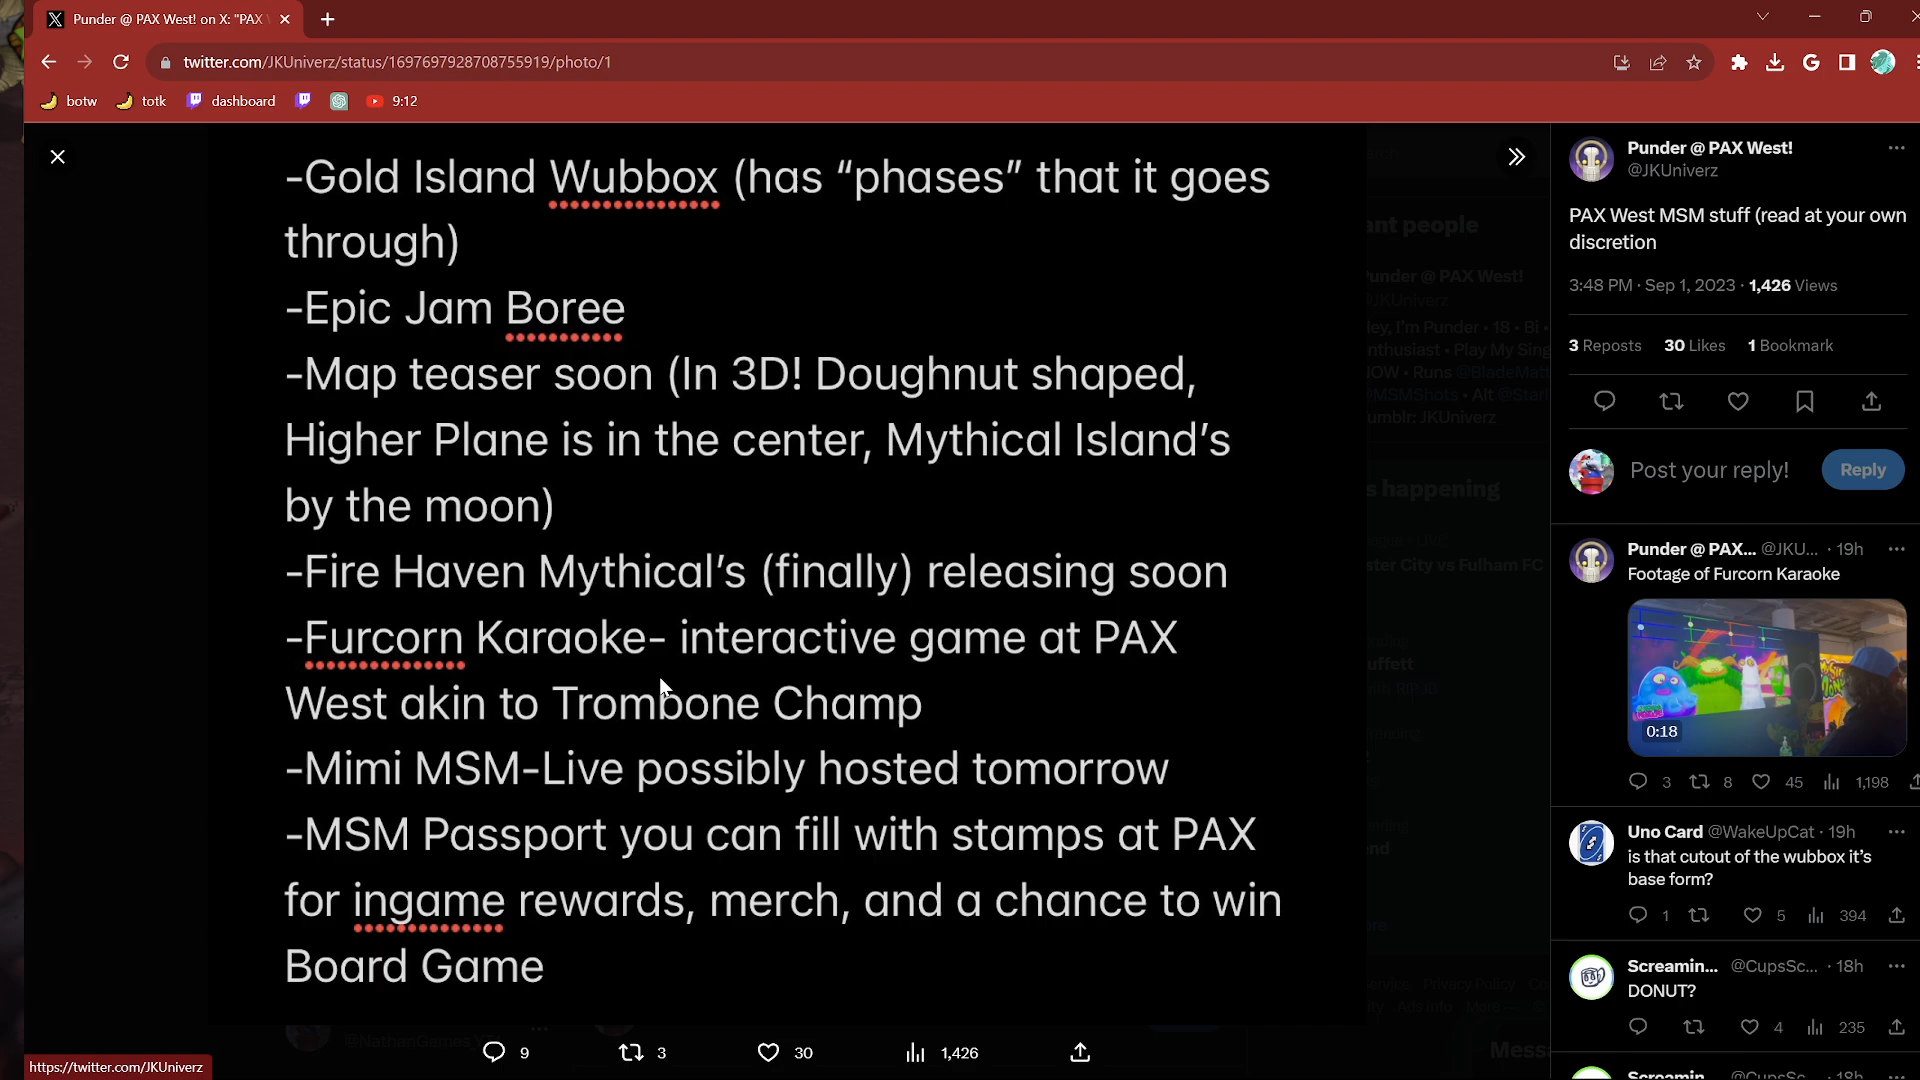 Punder @ PAX West! on X: "PAX
twitter.com/JKUniverz/status/1697697928708755919/photo/1
botw totk dashboard 9:12
-Gold Island Wubbox (has “phases” that it goes
through)
-Epic Jam Boree
-Map teaser soon (In 3D! Doughnut shaped,
Higher Plane is in the center, Mythical Island’s
by the moon)
-Fire Haven Mythical’s (finally) releasing soon
-Furcorn Karaoke- interactive game at PAX
West akin to Trombone Champ
-Mimi MSM-Live possibly hosted tomorrow
-MSM Passport you can fill with stamps at PAX
for ingame rewards, merch, and a chance to win
Board Game
9 3 30 1,426
https://twitter.com/JKUniverz
Punder @ PAX West!
@JKUniverz
PAX West MSM stuff (read at your own
discretion
3:48 PM · Sep 1, 2023 · 1,426 Views
3 Reposts 30 Likes 1 Bookmark
Post your reply! Reply
Punder @ PAX... @JKU... · 19h
Footage of Furcorn Karaoke
0:18
3 8 45 1,198
Uno Card @WakeUpCat · 19h
is that cutout of the wubbox it’s
base form?
1 5 394
Screamin... @CupsSc... · 18h
DONUT?
4 235
Screamin... @CupsSc... · 18h